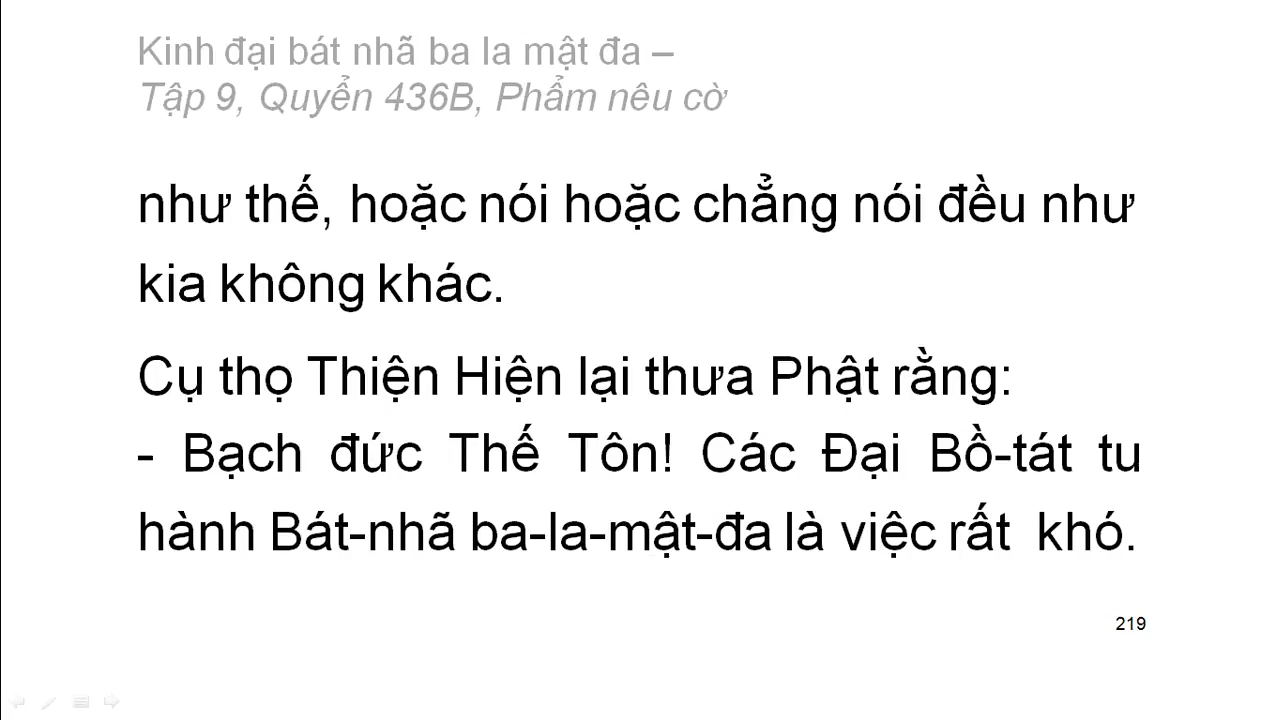 Kinh đại bát nhã ba la mật đa –
Tập 9, Quyển 436B, Phẩm nêu cờ
như thế, hoặc nói hoặc chẳng nói đều như
kia không khác.
Cụ thọ Thiện Hiện lại thưa Phật rằng:
- Bạch đức Thế Tôn! Các Đại Bồ-tát tu
hành Bát-nhã ba-la-mật-đa là việc rất khó.
219